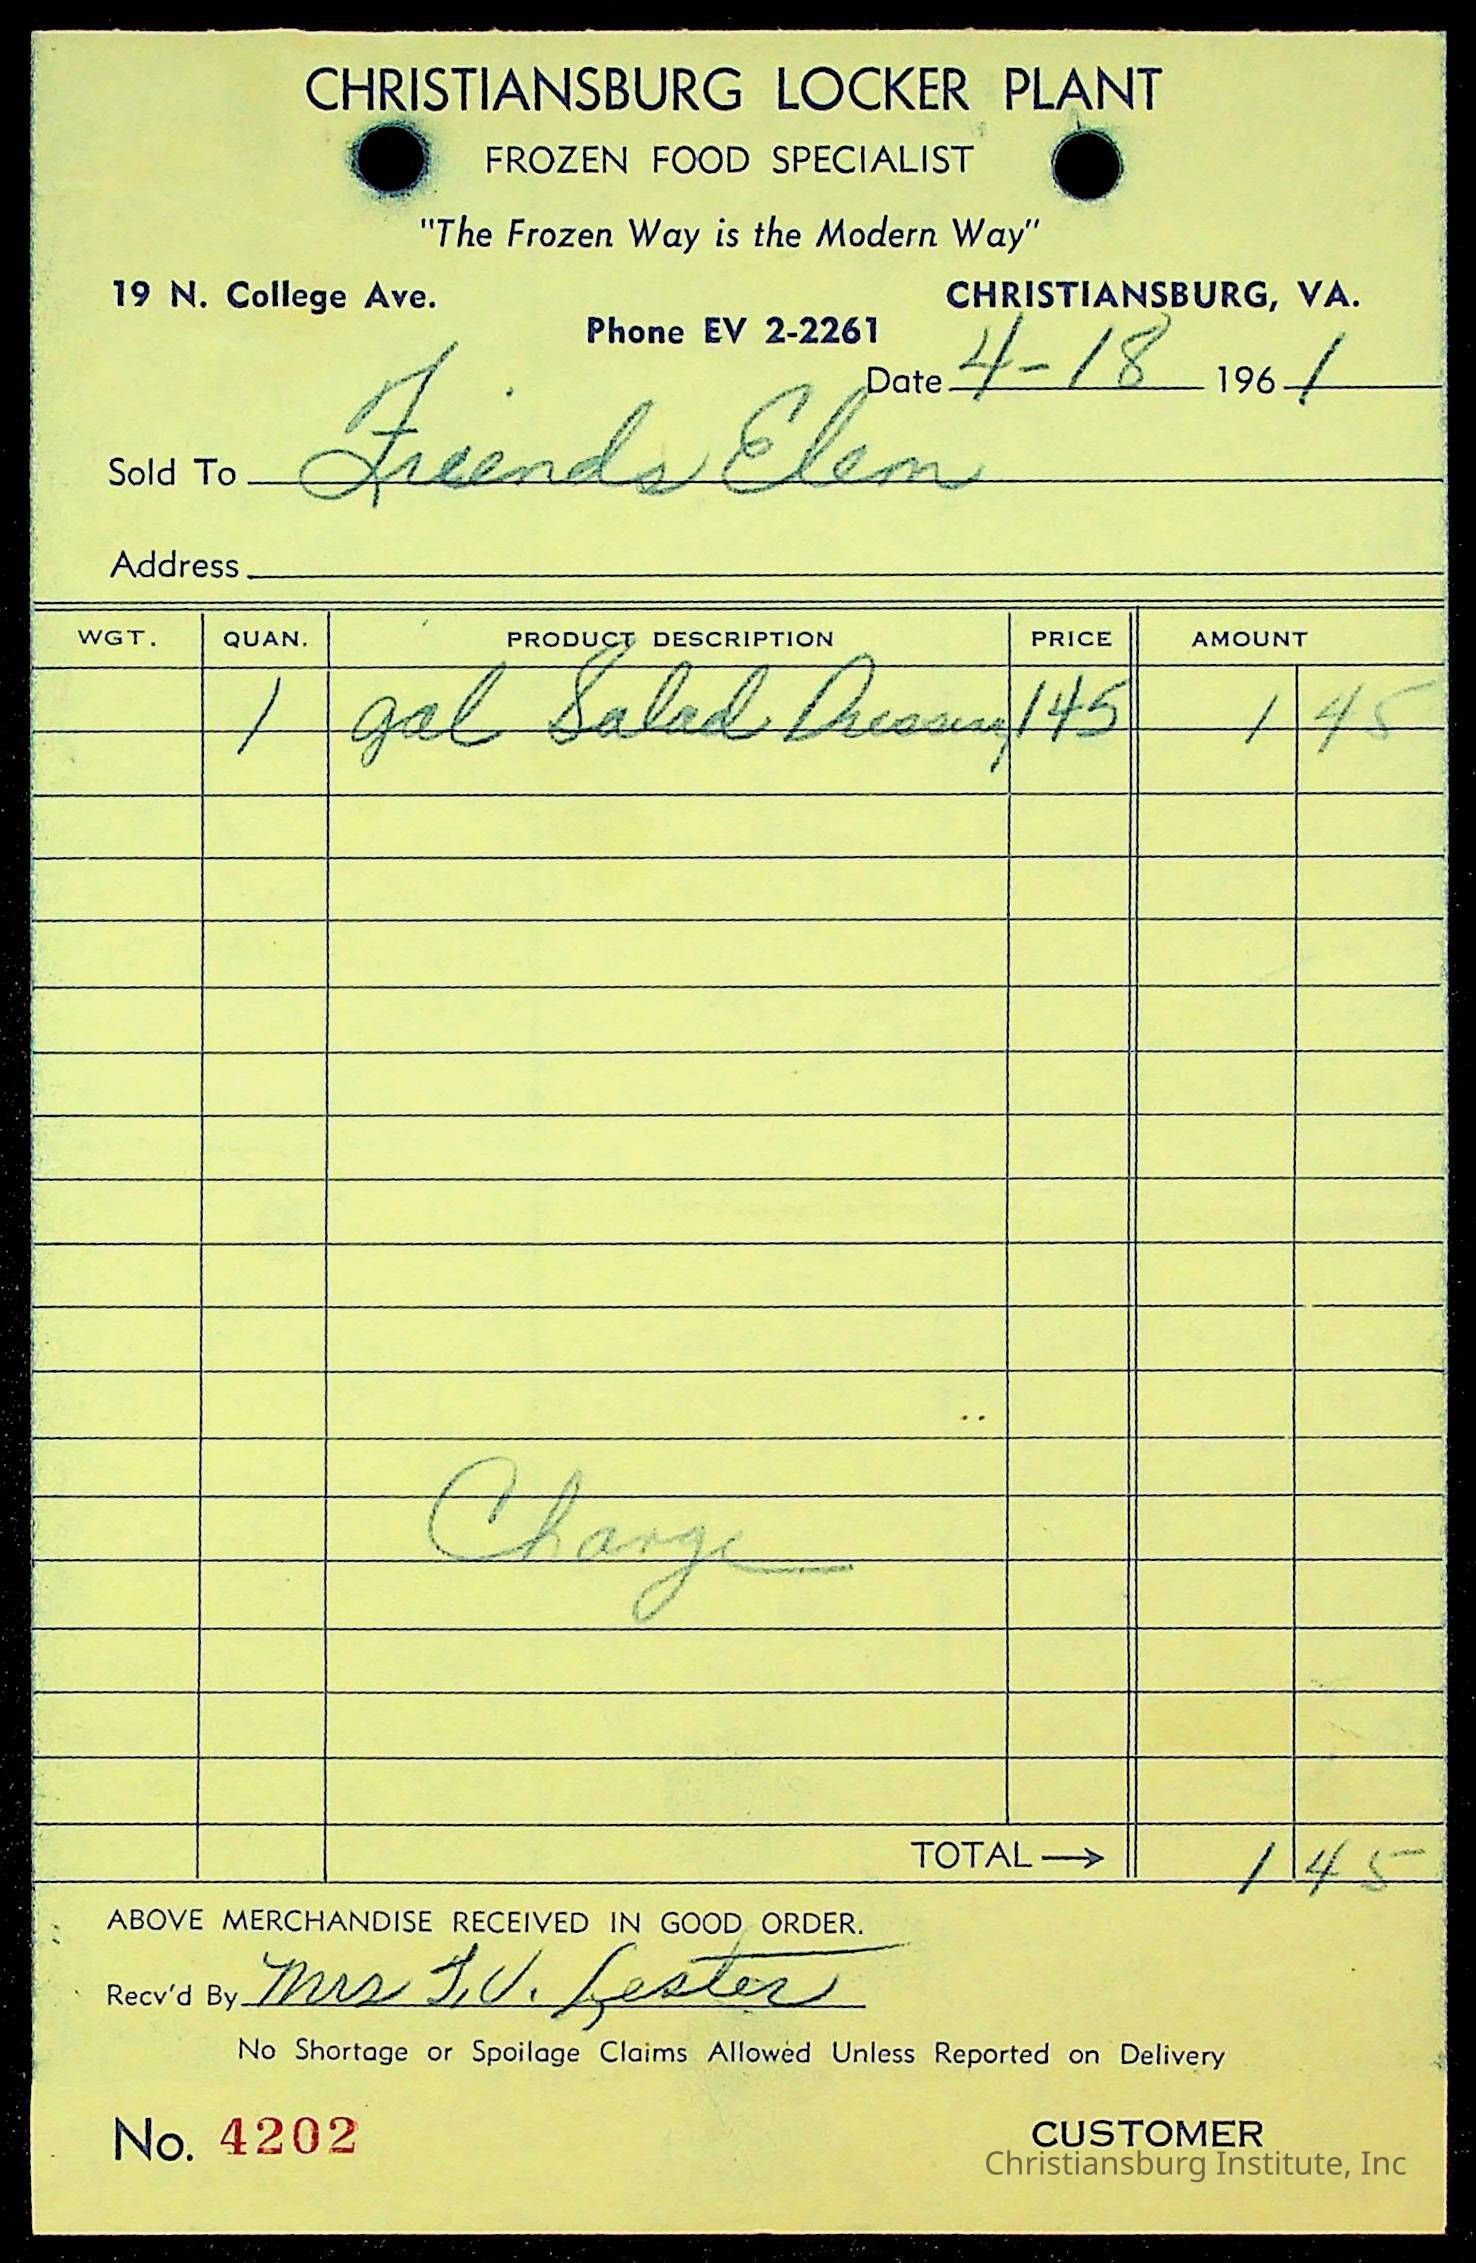 CHRISTIANSBURG LOCKER PLANT
FROZEN FOOD SPECIALIST
"The Frozen Way is the Modern Way"
19 N. College Ave. CHRISTIANSBURG, VA.
Phone EV 2-2261
Date 4-18 1961
Sold To Friends Elem
Address
WGT. QUAN. PRODUCT DESCRIPTION PRICE AMOUNT
1 gal Salad Dressing 145 1 45
Charge
TOTAL → 1 45
ABOVE MERCHANDISE RECEIVED IN GOOD ORDER.
Recv'd By Mrs T.V. Lester
No Shortage or Spoilage Claims Allowed Unless Reported on Delivery
No. 4202 CUSTOMER
Christiansburg Institute, Inc